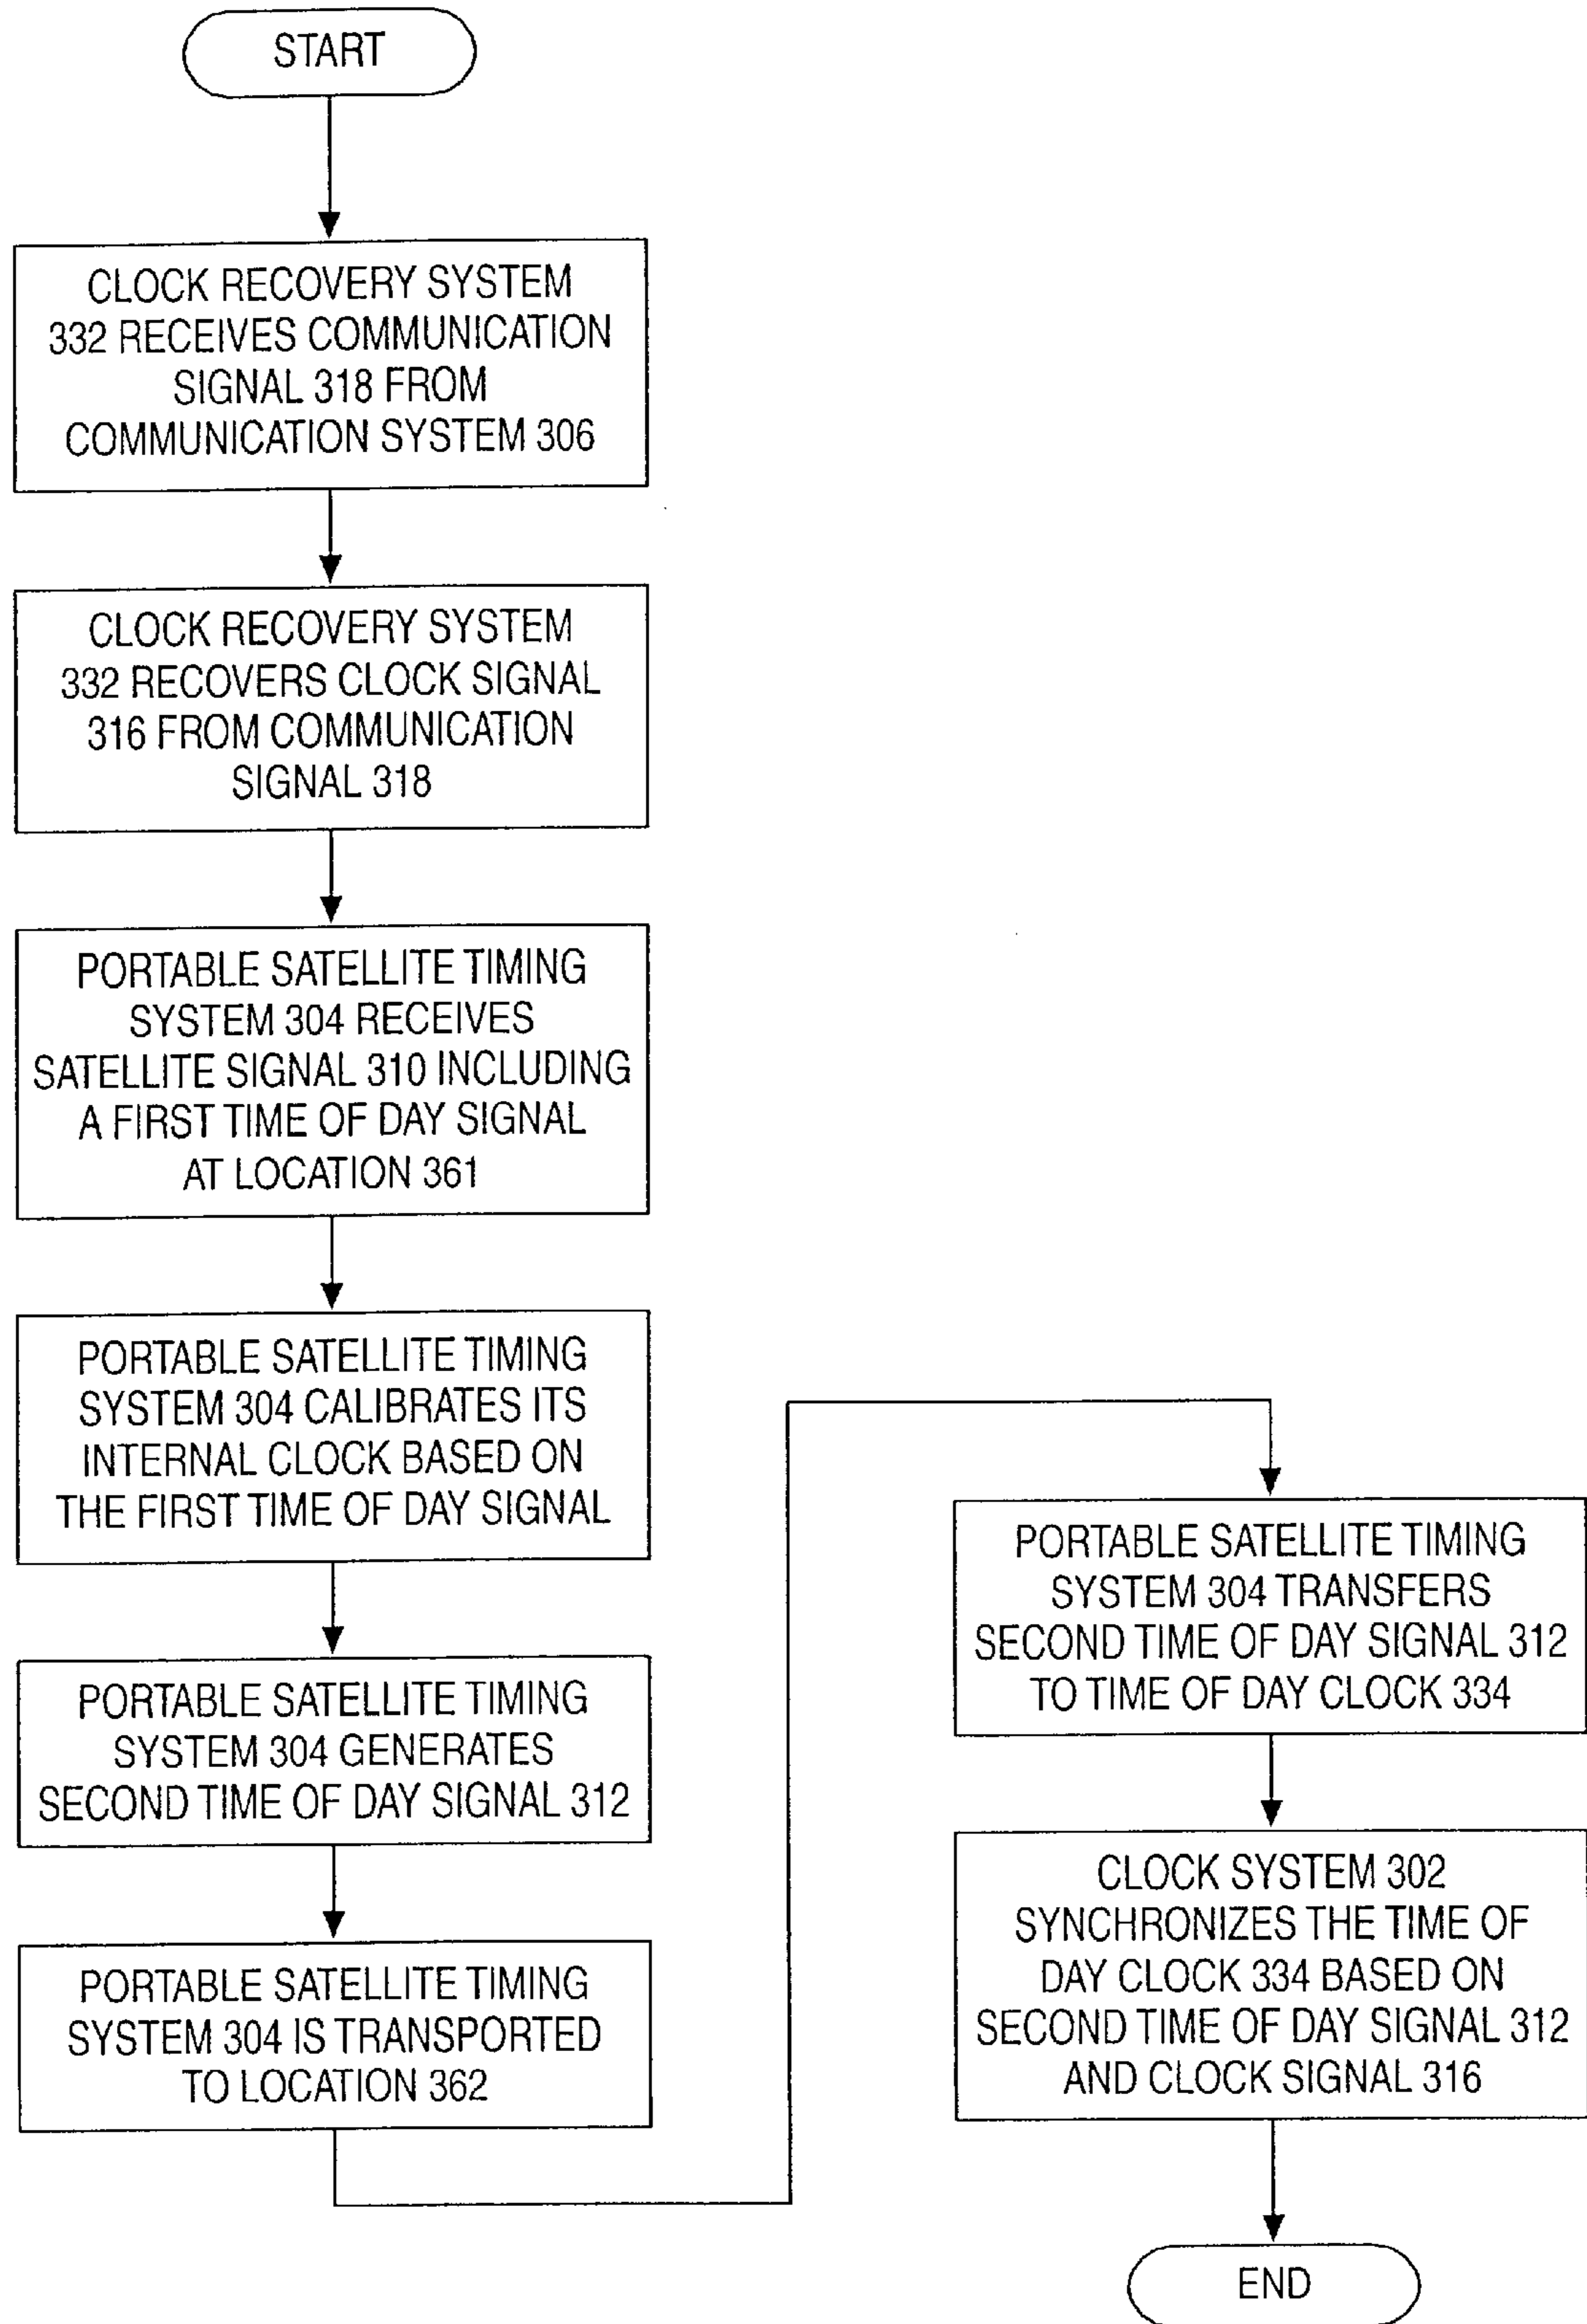 START
CLOCK RECOVERY SYSTEM
332 RECEIVES COMMUNICATION
SIGNAL 318 FROM
COMMUNICATION SYSTEM 306
CLOCK RECOVERY SYSTEM
332 RECOVERS CLOCK SIGNAL
316 FROM COMMUNICATION
SIGNAL 318
PORTABLE SATELLITE TIMING
SYSTEM 304 RECEIVES
SATELLITE SIGNAL 310 INCLUDING
A FIRST TIME OF DAY SIGNAL
AT LOCATION 361
PORTABLE SATELLITE TIMING
SYSTEM 304 CALIBRATES ITS
INTERNAL CLOCK BASED ON
THE FIRST TIME OF DAY SIGNAL
PORTABLE SATELLITE TIMING
SYSTEM 304 GENERATES
SECOND TIME OF DAY SIGNAL 312
PORTABLE SATELLITE TIMING
SYSTEM 304 IS TRANSPORTED
TO LOCATION 362
PORTABLE SATELLITE TIMING
SYSTEM 304 TRANSFERS
SECOND TIME OF DAY SIGNAL 312
TO TIME OF DAY CLOCK 334
CLOCK SYSTEM 302
SYNCHRONIZES THE TIME OF
DAY CLOCK 334 BASED ON
SECOND TIME OF DAY SIGNAL 312
AND CLOCK SIGNAL 316
END